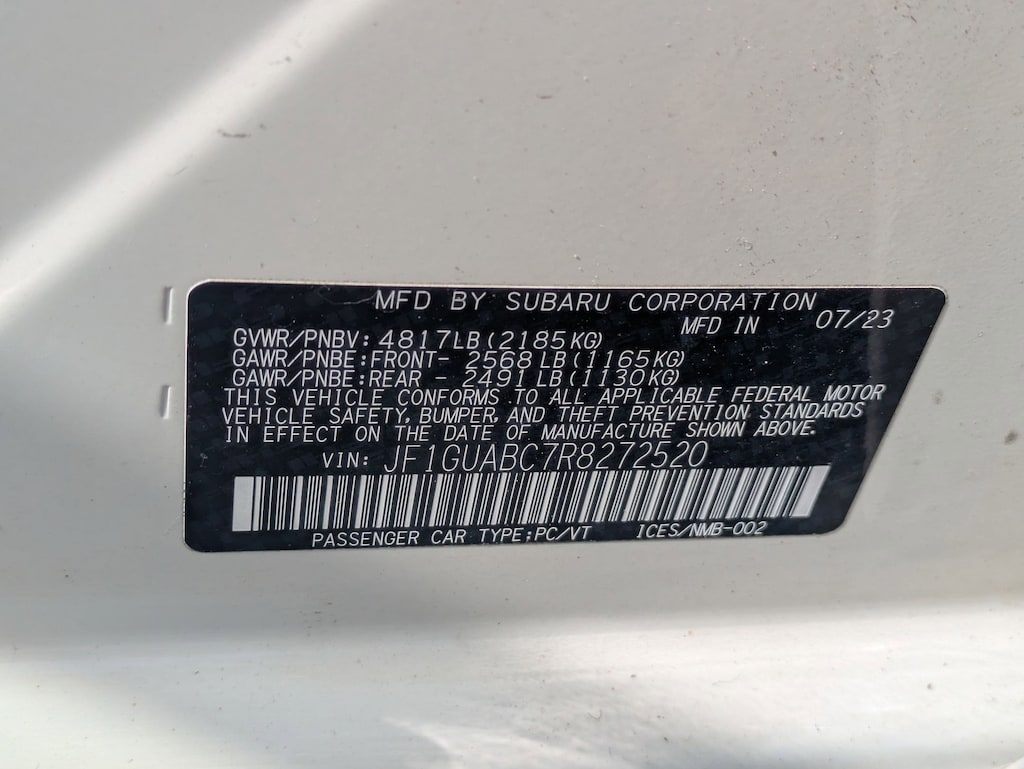 MFD BY SUBARU CORPORATION
MFD IN 07/23
GVWR/PNBV: 4817LB(2185KG)
GAWR/PNBE:FRONT- 2568LB(1165KG)
GAWR/PNBE:REAR - 2491LB(1130KG)
THIS VEHICLE CONFORMS TO ALL APPLICABLE FEDERAL MOTOR
VEHICLE SAFETY, BUMPER, AND THEFT PREVENTION STANDARDS
IN EFFECT ON THE DATE OF MANUFACTURE SHOWN ABOVE.
VIN: JF1GUABC7R8272520
PASSENGER CAR TYPE:PC/VT ICES/NMB-002